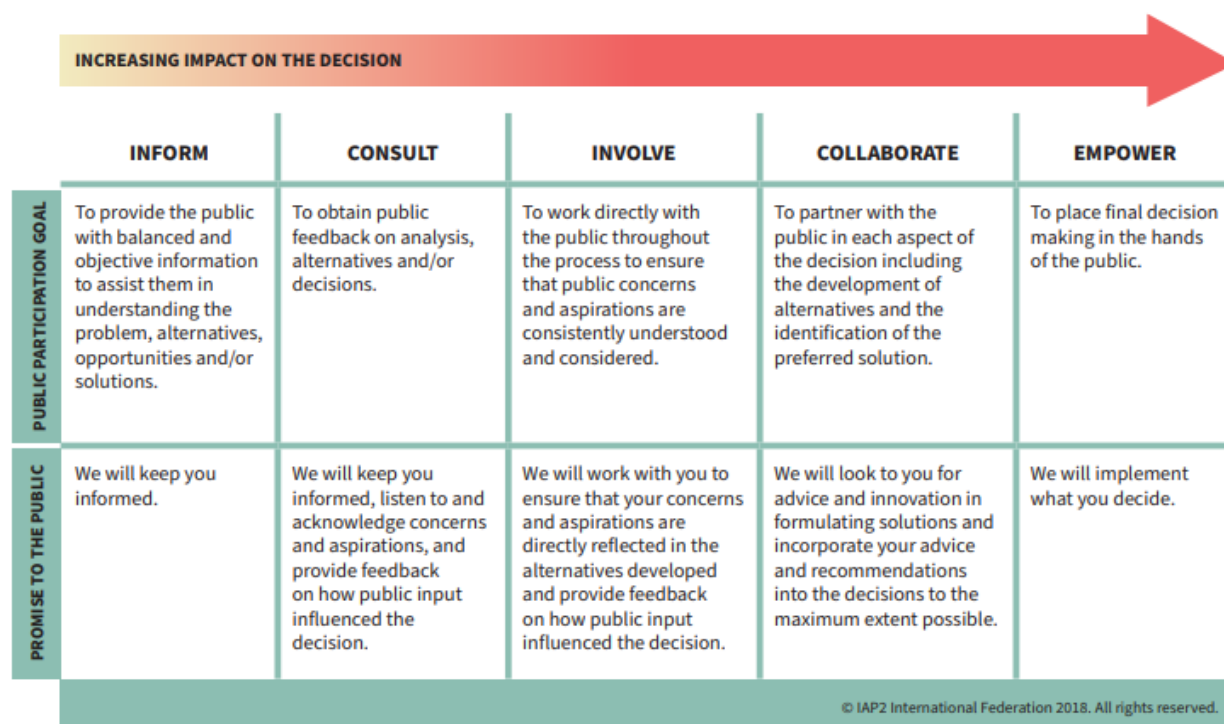 INCREASING IMPACT ON THE DECISION
INFORM
CONSULT
INVOLVE
COLLABORATE
EMPOWER
PUBLIC PARTICIPATION GOAL
To provide the public
with balanced and
objective information
to assist them in
understanding the
problem, alternatives,
opportunities and/or
solutions.
To obtain public
feedback on analysis,
alternatives and/or
decisions.
To work directly with
the public throughout
the process to ensure
that public concerns
and aspirations are
consistently understood
and considered.
To partner with the
public in each aspect of
the decision including
the development of
alternatives and the
identification of the
preferred solution.
To place final decision
making in the hands
of the public.
PROMISE TO THE PUBLIC
We will keep you
informed.
We will keep you
informed, listen to and
acknowledge concerns
and aspirations, and
provide feedback
on how public input
influenced the
decision.
We will work with you to
ensure that your concerns
and aspirations are
directly reflected in the
alternatives developed
and provide feedback
on how public input
influenced the decision.
We will look to you for
advice and innovation in
formulating solutions and
incorporate your advice
and recommendations
into the decisions to the
maximum extent possible.
We will implement
what you decide.
© IAP2 International Federation 2018. All rights reserved.